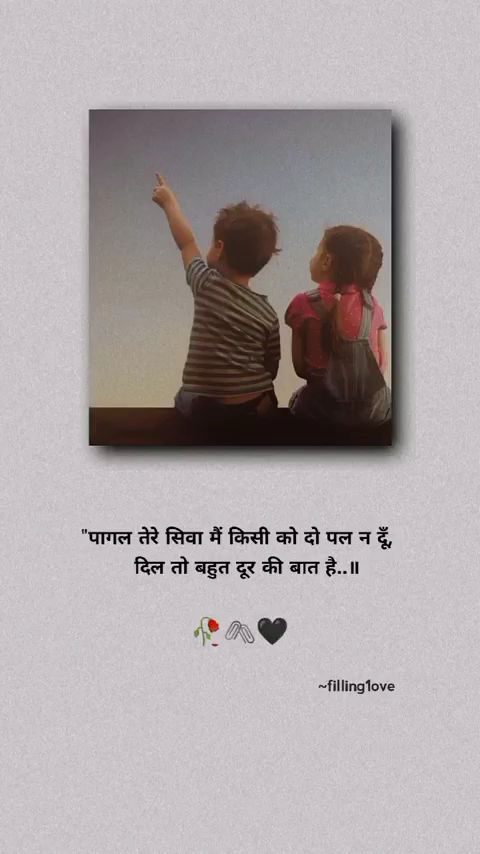 "पागल तेरे सिवा मैं किसी को दो पल न दूँ,
दिल तो बहुत दूर की बात है..॥
🥀🖇️🖤
~filling1ove